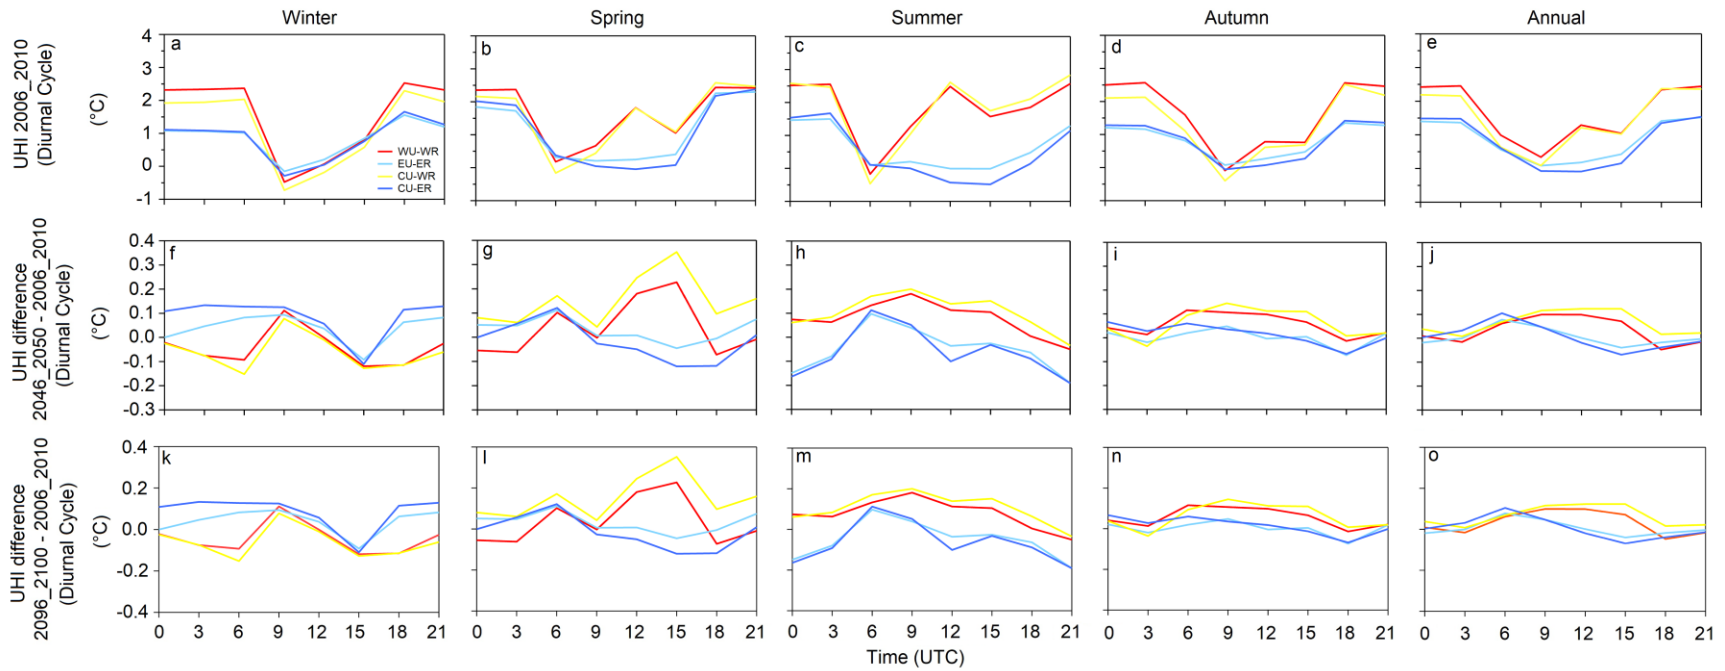 Winter Spring Summer Autumn Annual
UHI 2006_2010
(Diurnal Cycle)
(°C)
4
3
2
1
0
-1
a
WU-WR
EU-ER
CU-WR
CU-ER
b
c
d
e
UHI difference
2046_2050 - 2006_2010
(Diurnal Cycle)
(°C)
0.4
0.3
0.2
0.1
0.0
-0.1
-0.2
-0.3
f
g
h
i
j
UHI difference
2096_2100 - 2006_2010
(Diurnal Cycle)
(°C)
0.4
0.2
0.0
-0.2
-0.4
k
l
m
n
o
0 3 6 9 12 15 18 21
0 3 6 9 12 15 18 21
0 3 6 9 12 15 18 21
0 3 6 9 12 15 18 21
0 3 6 9 12 15 18 21
Time (UTC)